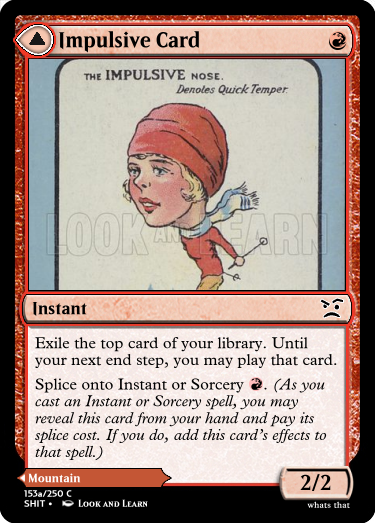 Impulsive Card
THE IMPULSIVE NOSE.
Denotes Quick Temper.
LOOK AND LEARN
Instant
Exile the top card of your library. Until
your next end step, you may play that card.
Splice onto Instant or Sorcery R. (As you
cast an Instant or Sorcery spell, you may
reveal this card from your hand and pay its
splice cost. If you do, add this card's effects to
that spell.)
Mountain
2/2
153a/250 C
SHIT • LOOK AND LEARN
whats that